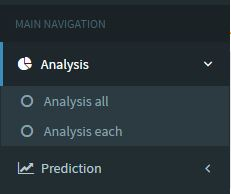 MAIN NAVIGATION
Analysis
Analysis all
Analysis each
Prediction